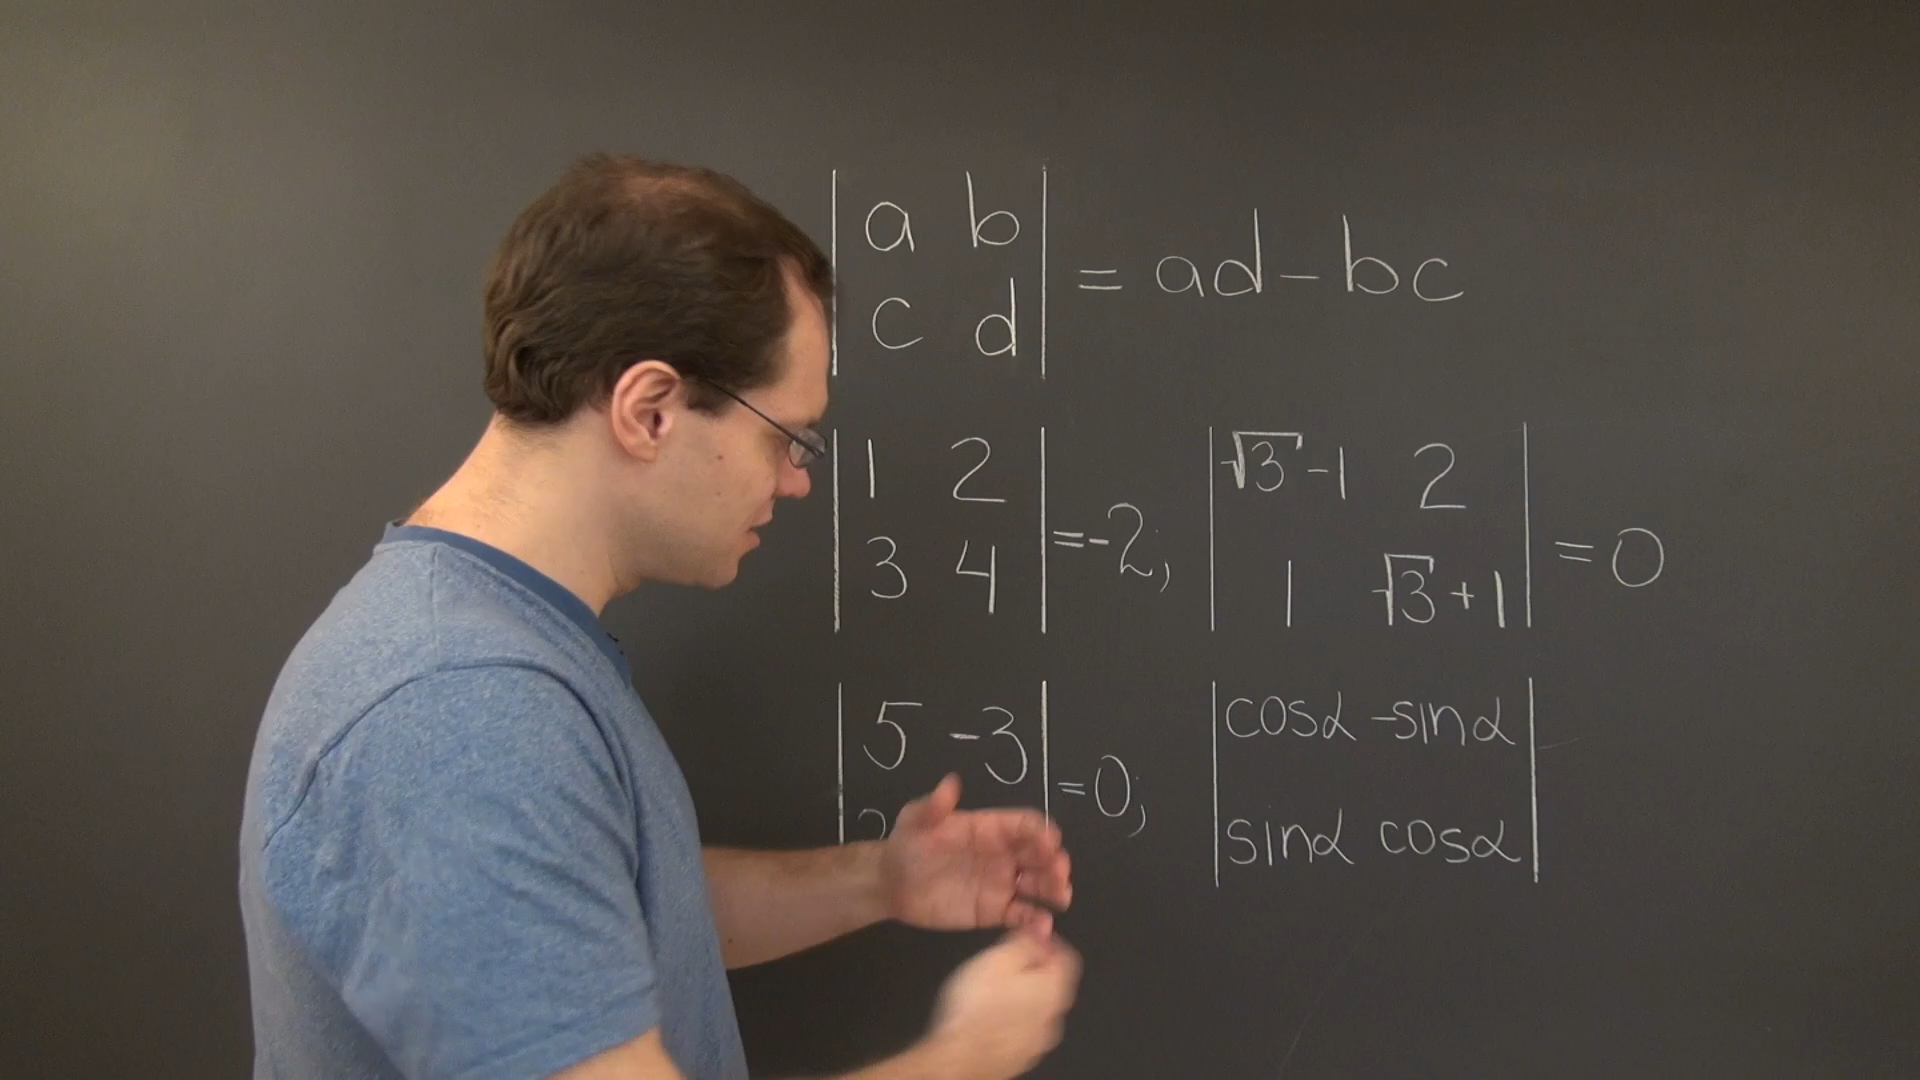 |a b|
|c d| = ad - bc
|1 2| |√3 -1 2|
|3 4| =-2; |1 √3 +1| = 0
|5 -3| =0; |cosα -sinα|
|sinα cosα|